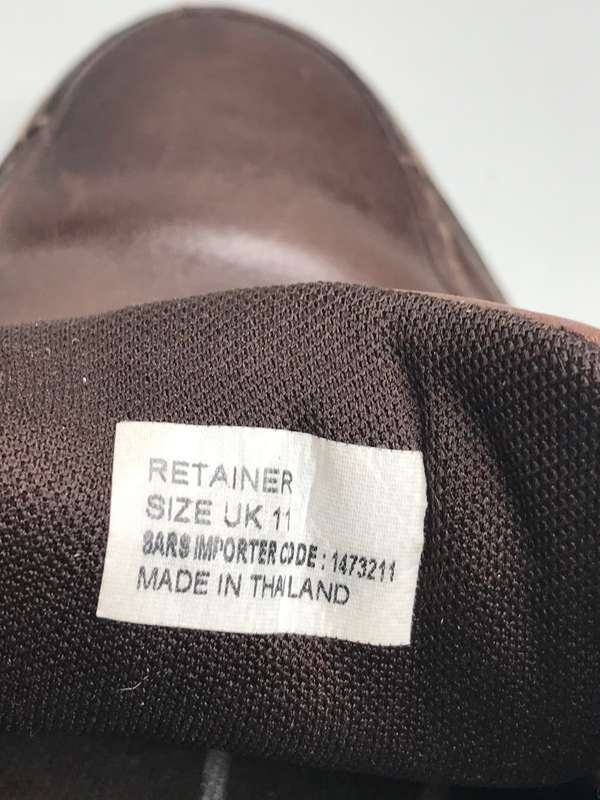 RETAINER
SIZE UK 11
SARS IMPORTER CODE : 1473211
MADE IN THAILAND